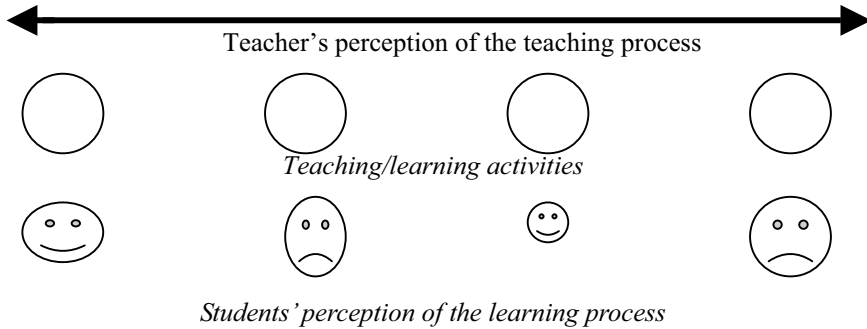 Teacher’s perception of the teaching process
Teaching/learning activities
Students’ perception of the learning process